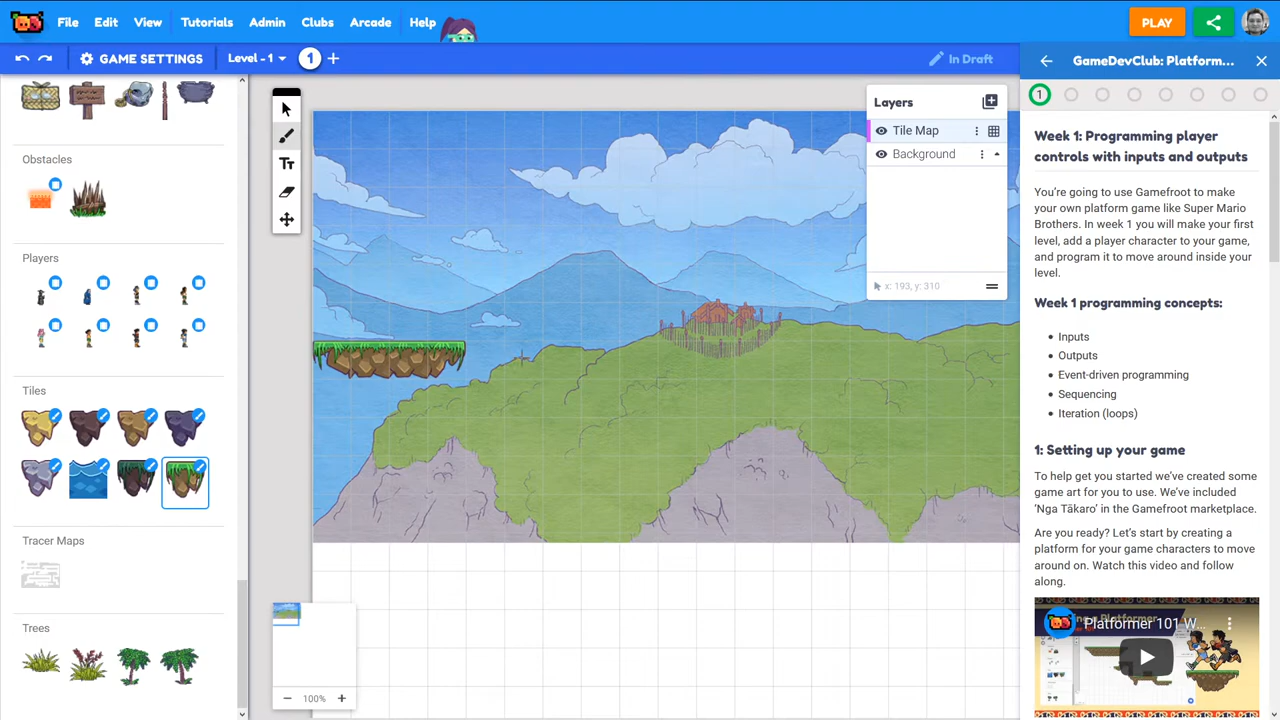 File Edit View Tutorials Admin Clubs Arcade Help PLAY
GAME SETTINGS Level - 1 1 + In Draft
GameDevClub: Platform...
1
Layers
Tile Map
Background
x: 193, y: 310
Obstacles
Players
Tiles
Tracer Maps
Trees
− 100% +
Tт
Week 1: Programming player
controls with inputs and outputs
You're going to use Gamefroot to make
your own platform game like Super Mario
Brothers. In week 1 you will make your first
level, add a player character to your game,
and program it to move around inside your
level.
Week 1 programming concepts:
Inputs
Outputs
Event-driven programming
Sequencing
Iteration (loops)
1: Setting up your game
To help get you started we've created some
game art for you to use. We've included
'Nga Tākaro' in the Gamefroot marketplace.
Are you ready? Let's start by creating a
platform for your game characters to move
around on. Watch this video and follow
along.
Platformer 101 W...